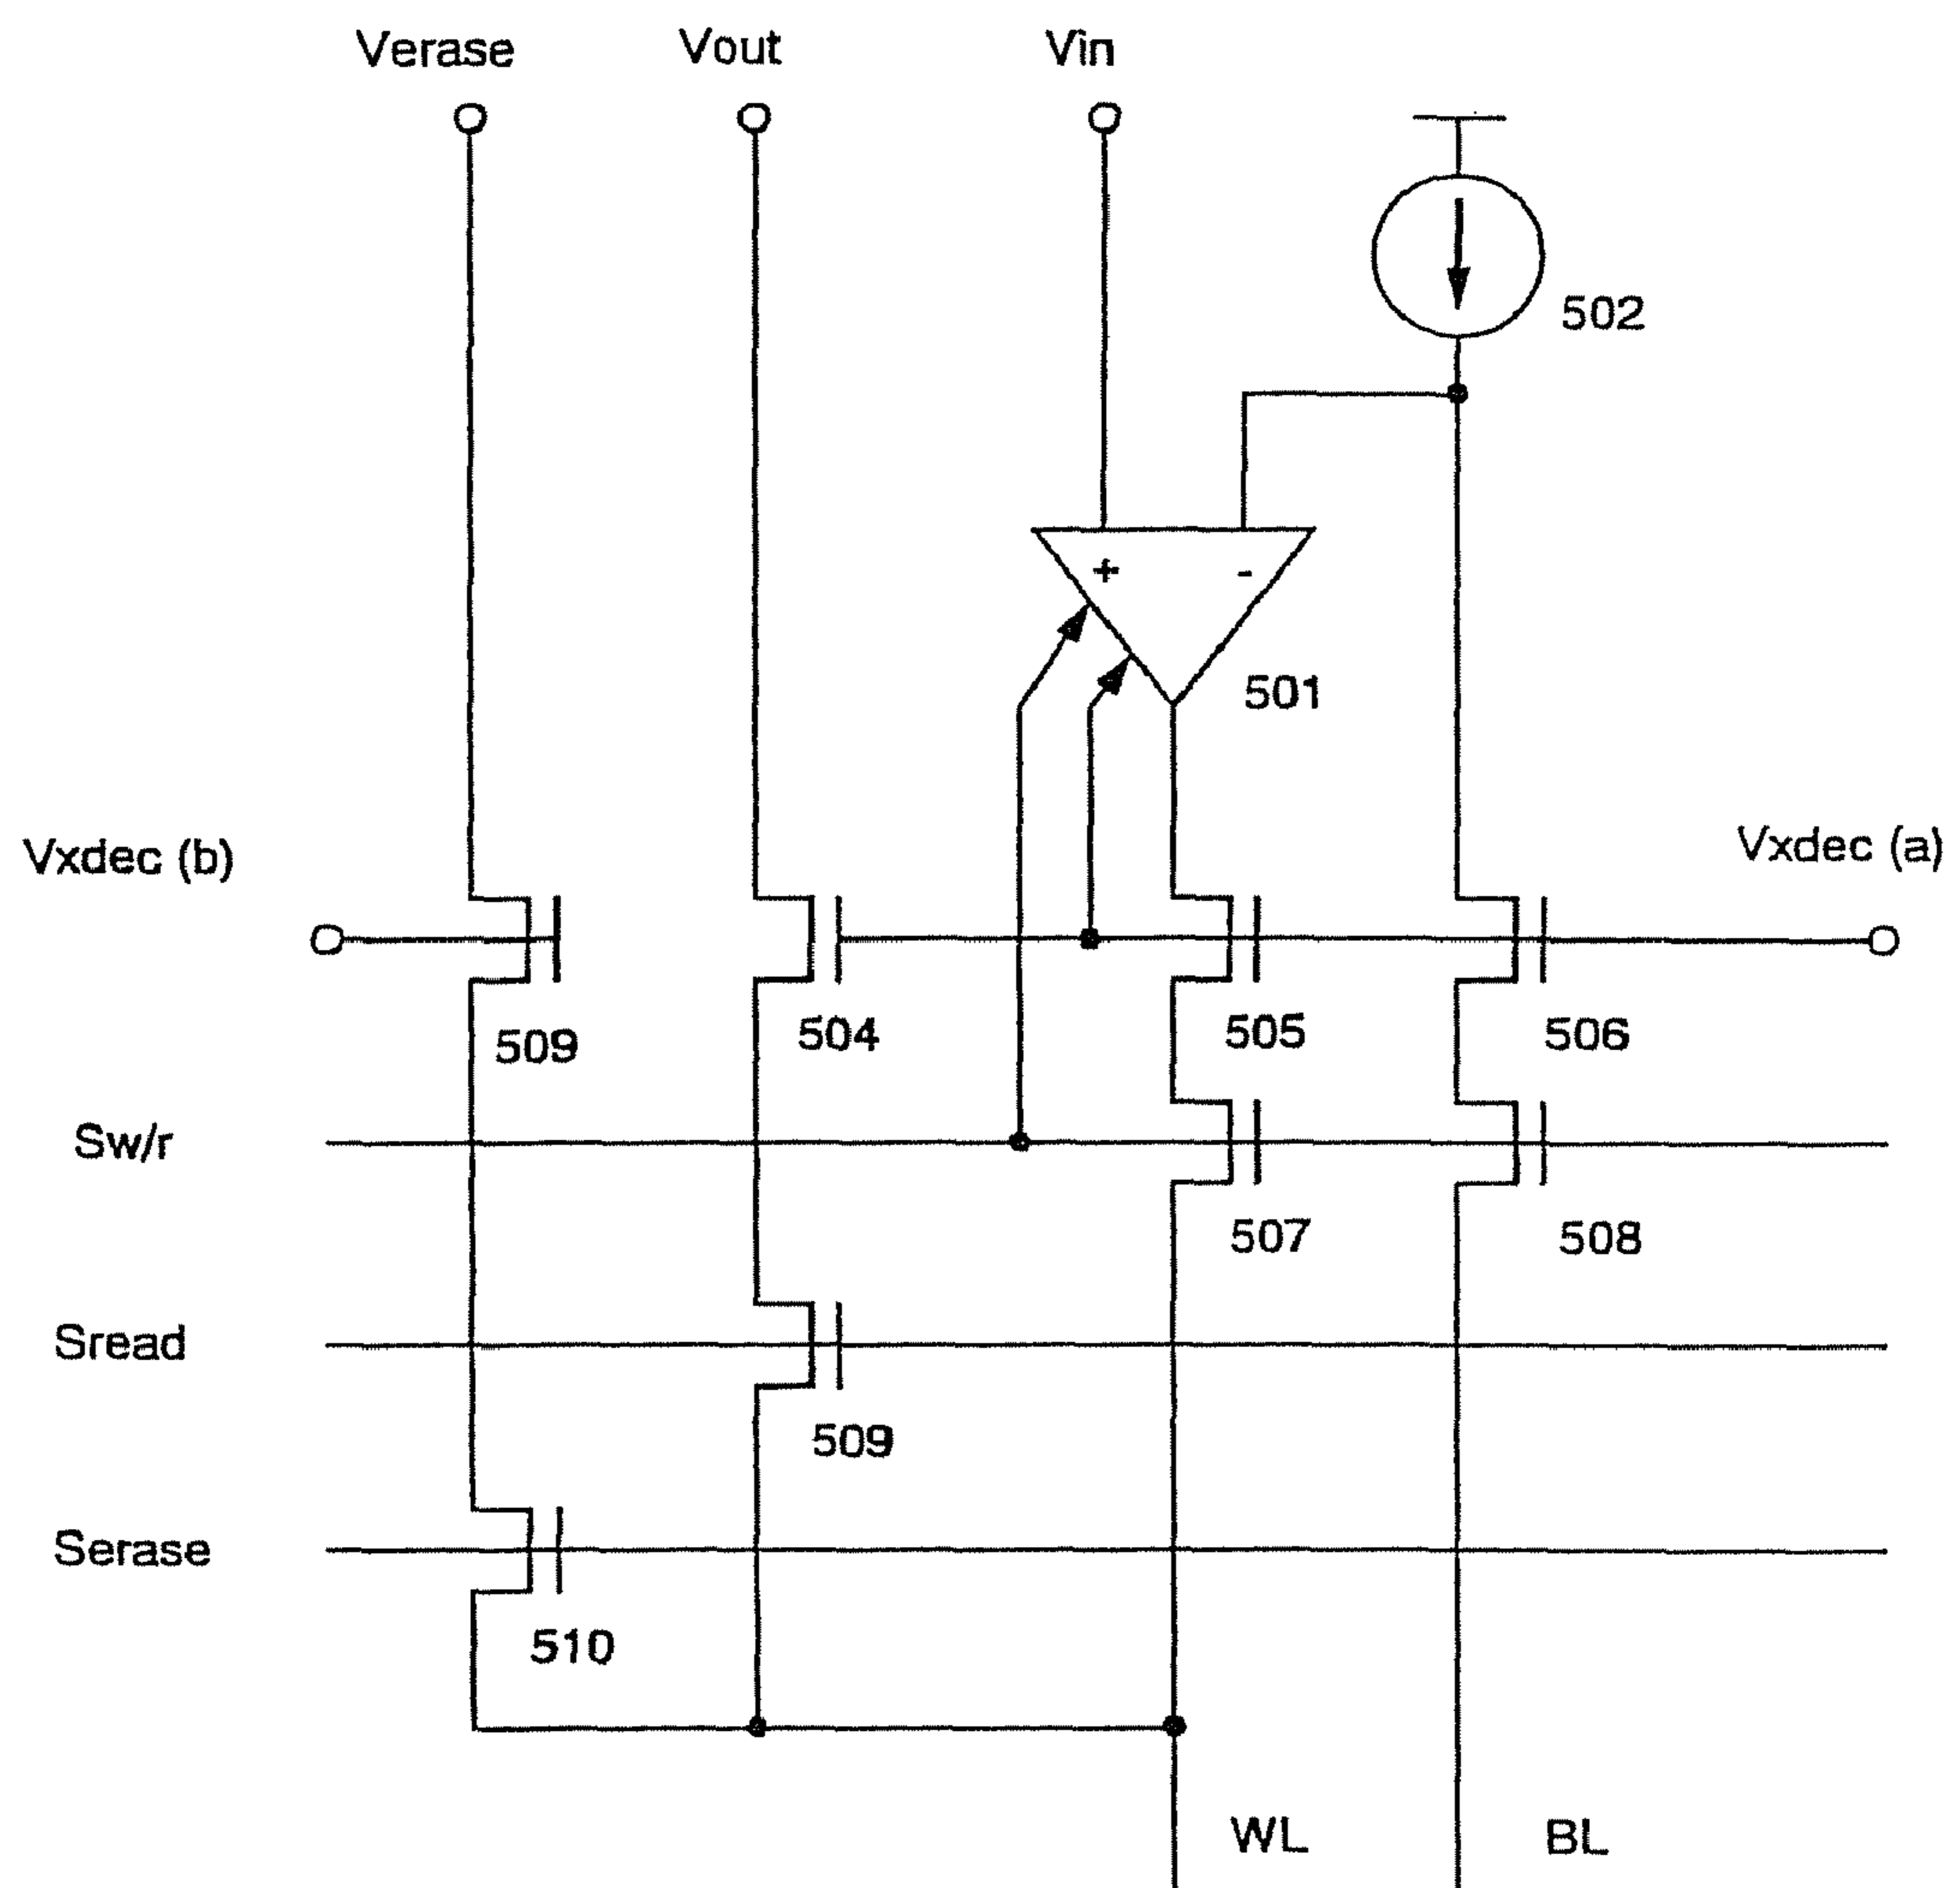 Verase Vout Vin
502
+ -
501
Vxdec (b) Vxdec (a)
509 504 505 506
Sw/r
507 508
Sread
509
Serase
510
WL BL